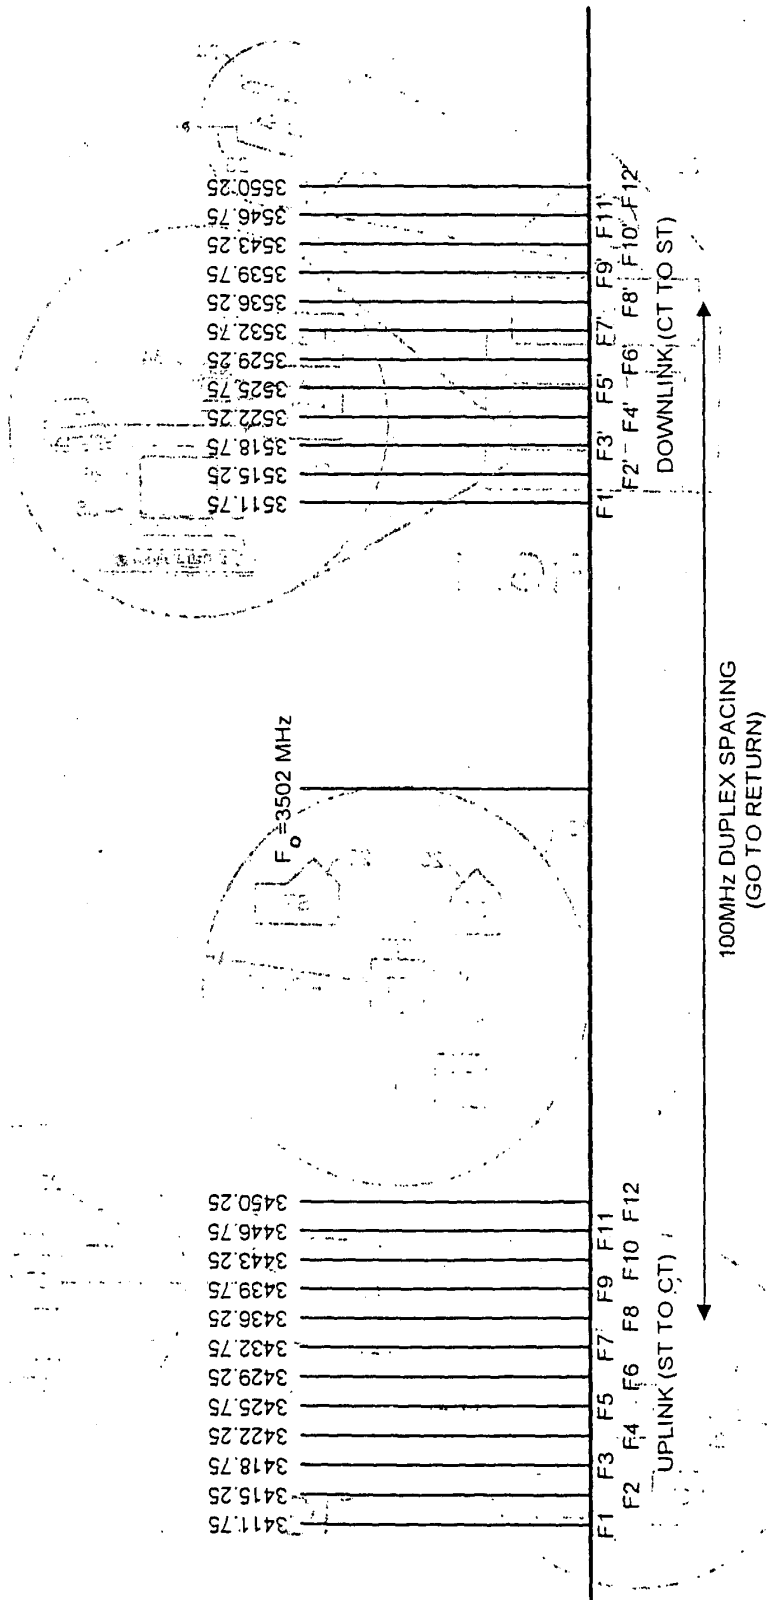 3411.75
3415.25
3418.75
3422.25
3425.75
3429.25
3432.75
3436.25
3439.75
3443.25
3446.75
3450.25
F₀=3502 MHz
3511.75
3515.25
3518.75
3522.25
3525.75
3529.25
3532.75
3536.25
3539.75
3543.25
3546.75
3550.25
F1
F2
F3
F4
F5
F6
F7
F8
F9
F10
F11
F12
F1'
F2'
F3'
F4'
F5'
F6'
F7'
F8'
F9'
F10'
F11'
F12'
UPLINK (ST TO CT)
DOWNLINK (CT TO ST)
100MHz DUPLEX SPACING
(GO TO RETURN)